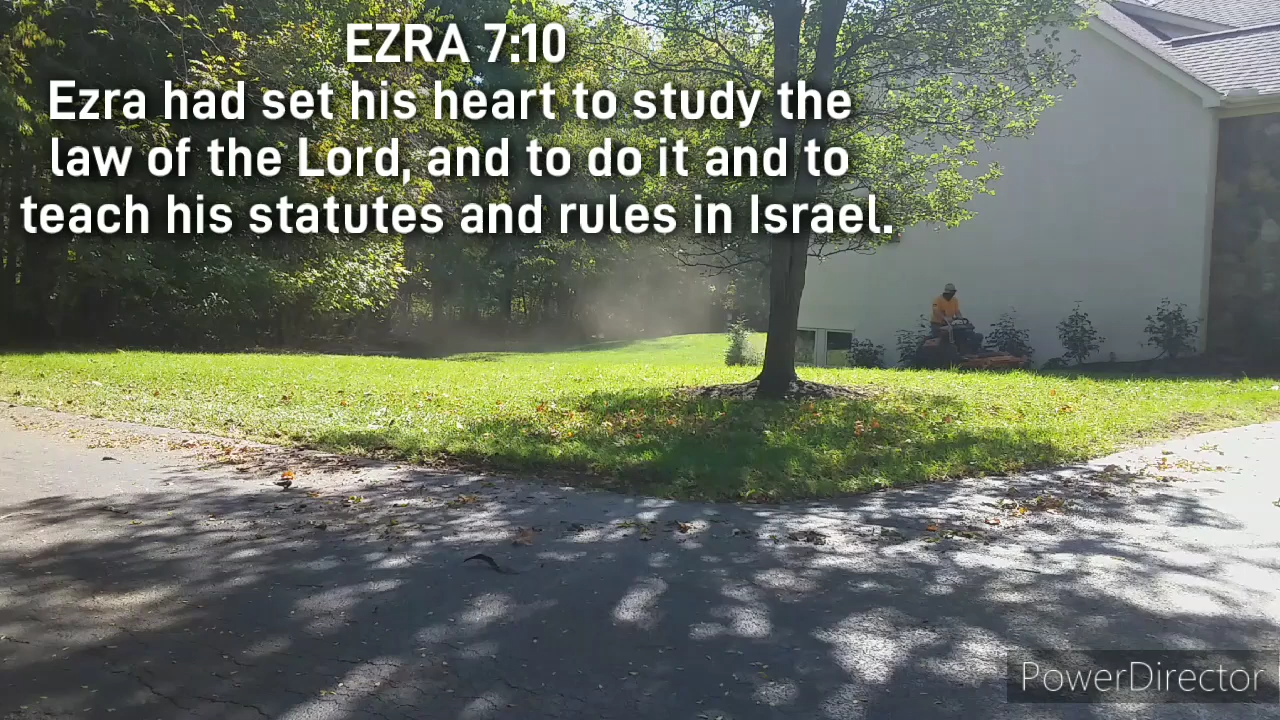 EZRA 7:10
Ezra had set his heart to study the
law of the Lord, and to do it and to
teach his statutes and rules in Israel.
PowerDirector